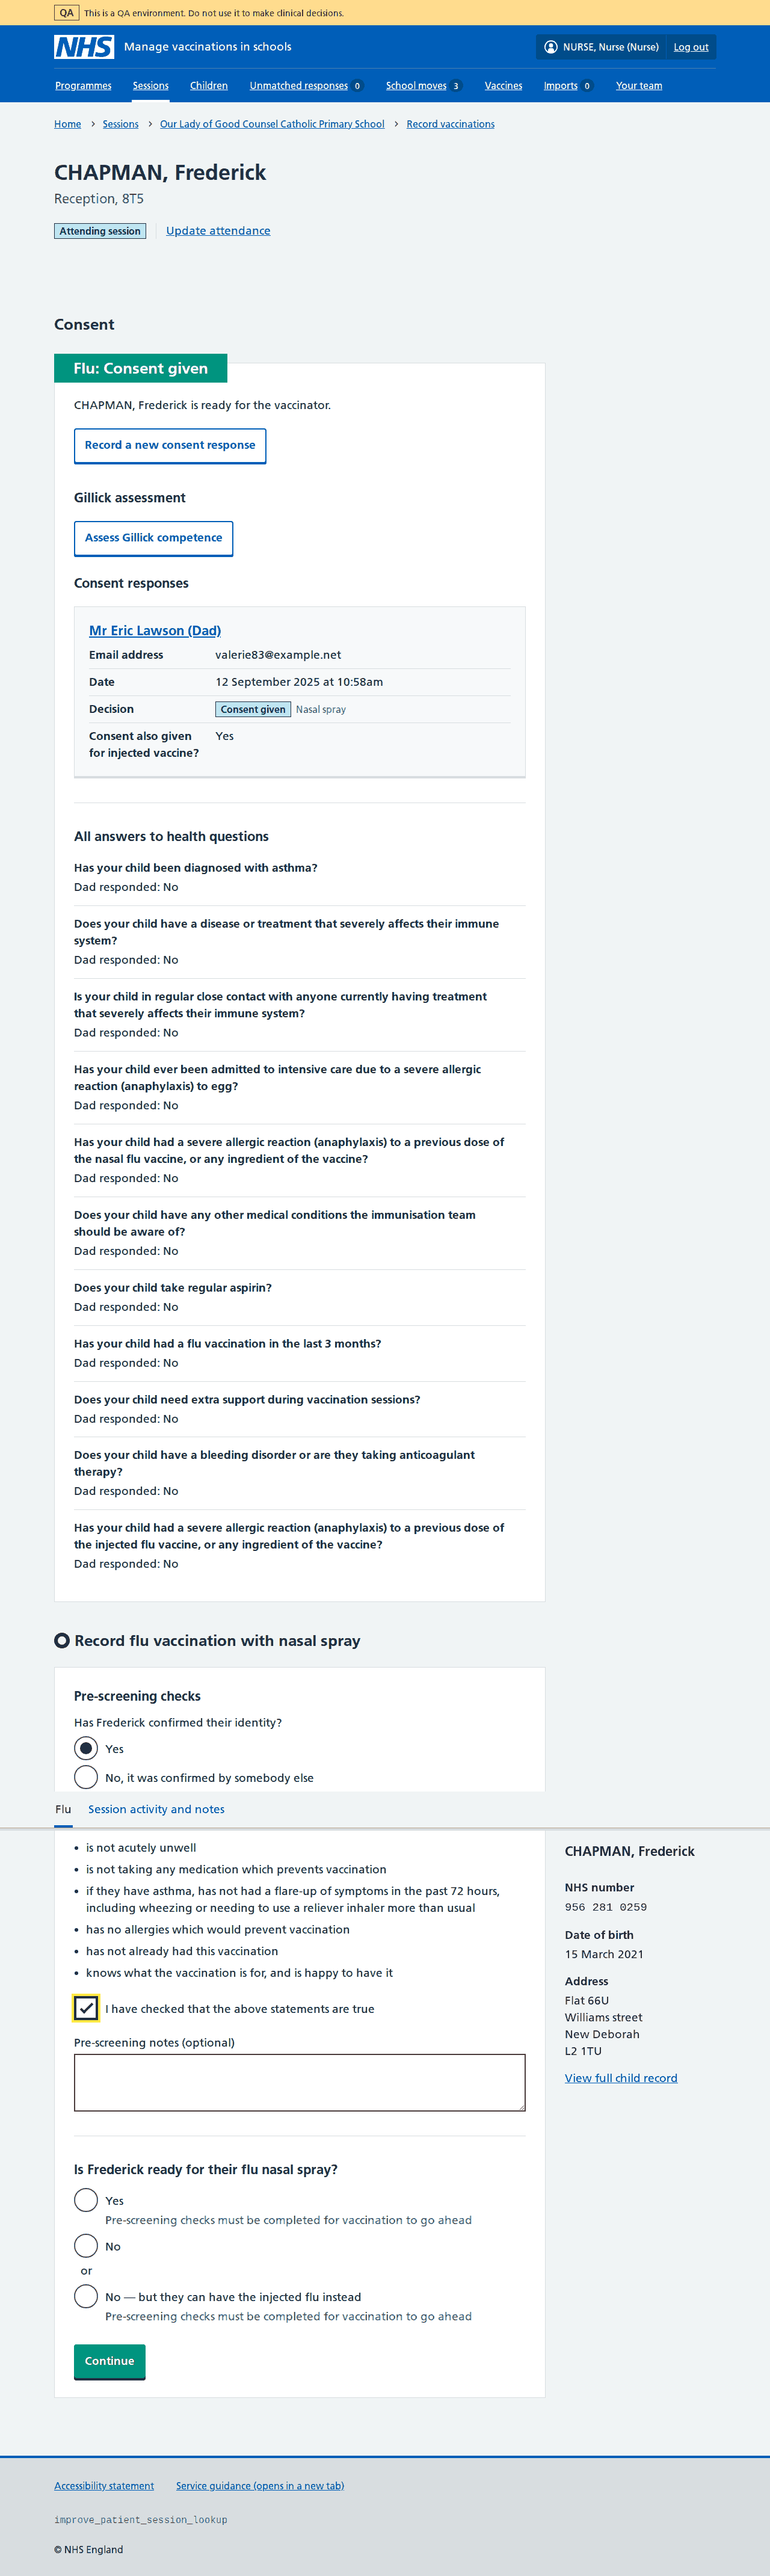 QA This is a QA environment. Do not use it to make clinical decisions.
NHS Manage vaccinations in schools NURSE, Nurse (Nurse) Log out
Programmes Sessions Children Unmatched responses 0 School moves 3 Vaccines Imports 0 Your team
Home > Sessions > Our Lady of Good Counsel Catholic Primary School > Record vaccinations
CHAPMAN, Frederick
Reception, 8T5
Attending session Update attendance
Consent
Flu: Consent given
CHAPMAN, Frederick is ready for the vaccinator.
Record a new consent response
Gillick assessment
Assess Gillick competence
Consent responses
Mr Eric Lawson (Dad)
Email address valerie83@example.net
Date 12 September 2025 at 10:58am
Decision Consent given Nasal spray
Consent also given Yes
for injected vaccine?
All answers to health questions
Has your child been diagnosed with asthma?
Dad responded: No
Does your child have a disease or treatment that severely affects their immune
system?
Dad responded: No
Is your child in regular close contact with anyone currently having treatment
that severely affects their immune system?
Dad responded: No
Has your child ever been admitted to intensive care due to a severe allergic
reaction (anaphylaxis) to egg?
Dad responded: No
Has your child had a severe allergic reaction (anaphylaxis) to a previous dose of
the nasal flu vaccine, or any ingredient of the vaccine?
Dad responded: No
Does your child have any other medical conditions the immunisation team
should be aware of?
Dad responded: No
Does your child take regular aspirin?
Dad responded: No
Has your child had a flu vaccination in the last 3 months?
Dad responded: No
Does your child need extra support during vaccination sessions?
Dad responded: No
Does your child have a bleeding disorder or are they taking anticoagulant
therapy?
Dad responded: No
Has your child had a severe allergic reaction (anaphylaxis) to a previous dose of
the injected flu vaccine, or any ingredient of the vaccine?
Dad responded: No
Record flu vaccination with nasal spray
Pre-screening checks
Has Frederick confirmed their identity?
Yes
No, it was confirmed by somebody else
Flu Session activity and notes
is not acutely unwell
is not taking any medication which prevents vaccination
if they have asthma, has not had a flare-up of symptoms in the past 72 hours,
including wheezing or needing to use a reliever inhaler more than usual
has no allergies which would prevent vaccination
has not already had this vaccination
knows what the vaccination is for, and is happy to have it
I have checked that the above statements are true
Pre-screening notes (optional)
Is Frederick ready for their flu nasal spray?
Yes
Pre-screening checks must be completed for vaccination to go ahead
No
or
No — but they can have the injected flu instead
Pre-screening checks must be completed for vaccination to go ahead
Continue
CHAPMAN, Frederick
NHS number
956 281 0259
Date of birth
15 March 2021
Address
Flat 66U
Williams street
New Deborah
L2 1TU
View full child record
Accessibility statement Service guidance (opens in a new tab)
improve_patient_session_lookup
© NHS England